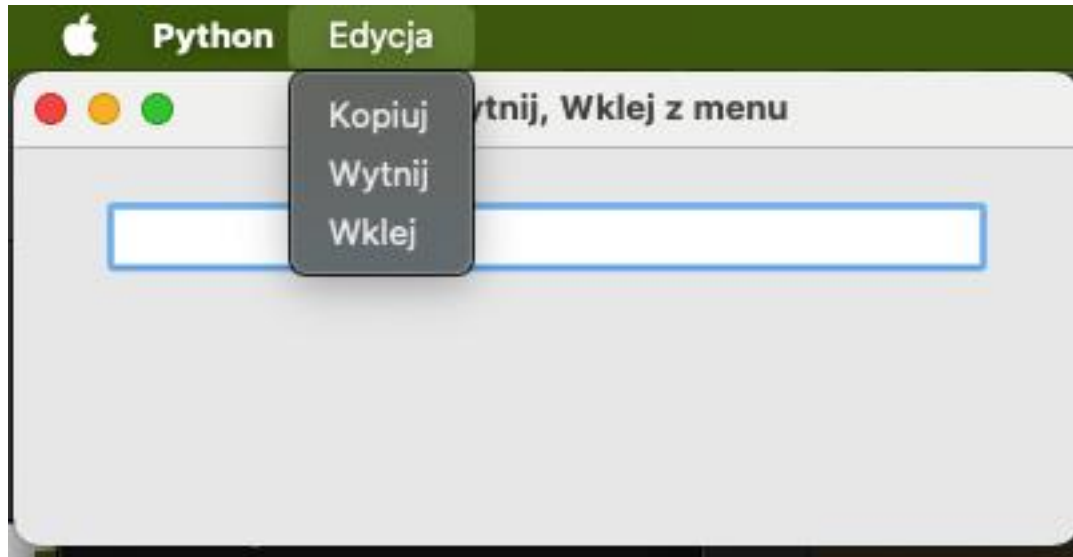 Python Edycja
Kopiuj
ytnij, Wklej z menu
Wytnij
Wklej